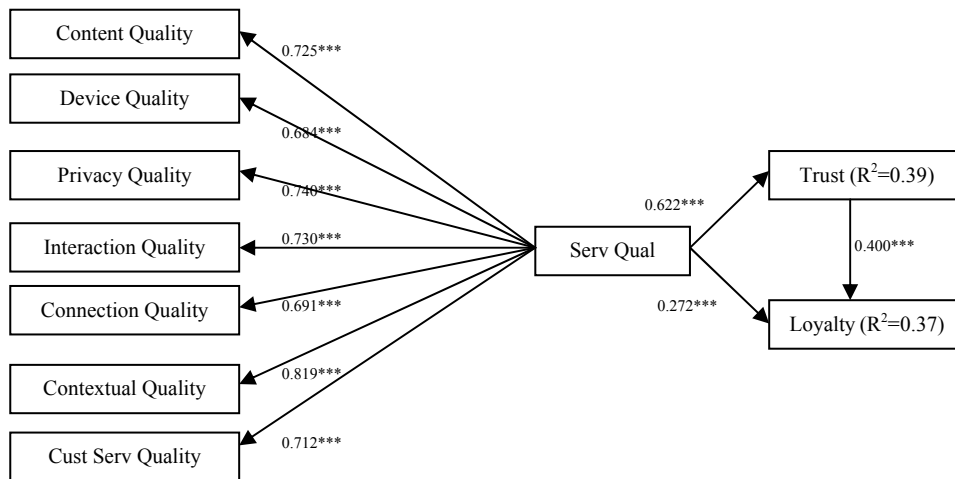 Content Quality
0.725***
Device Quality
0.684***
Privacy Quality
0.740***
Trust (R²=0.39)
0.622***
Interaction Quality
0.730***
Serv Qual
0.400***
Connection Quality
0.691***
0.272***
Loyalty (R²=0.37)
Contextual Quality
0.819***
Cust Serv Quality
0.712***